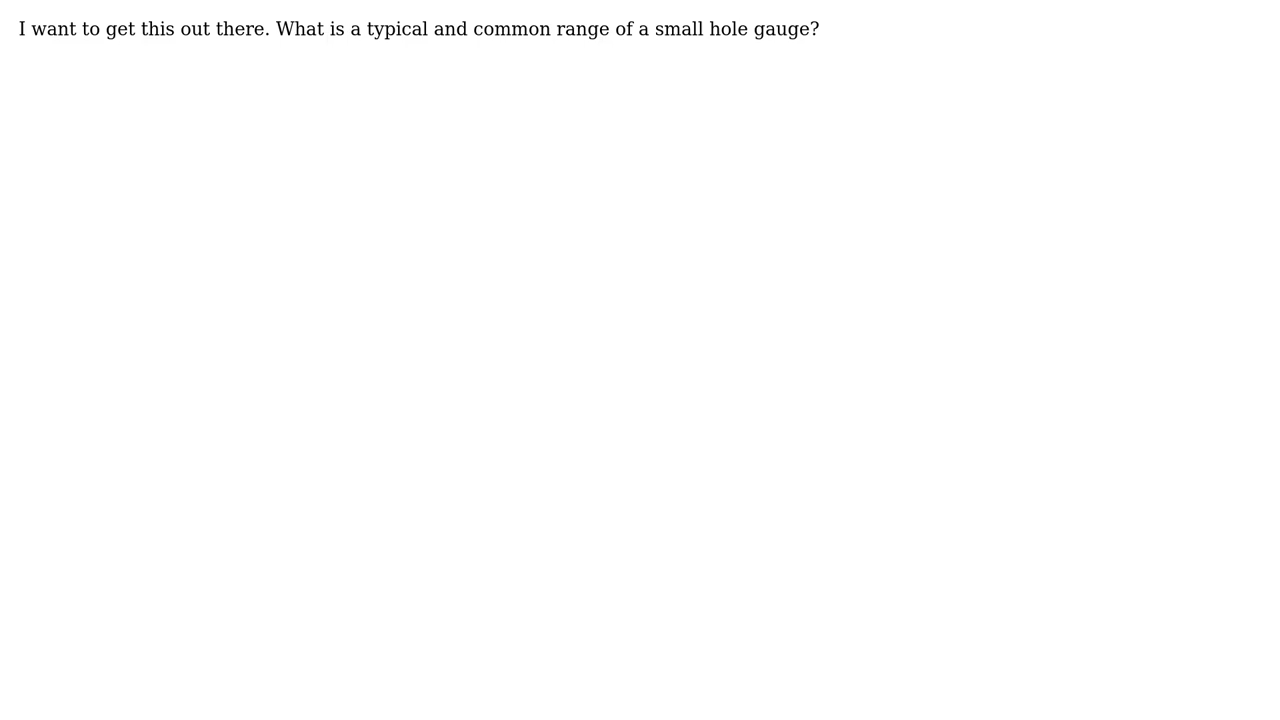 I want to get this out there. What is a typical and common range of a small hole gauge?